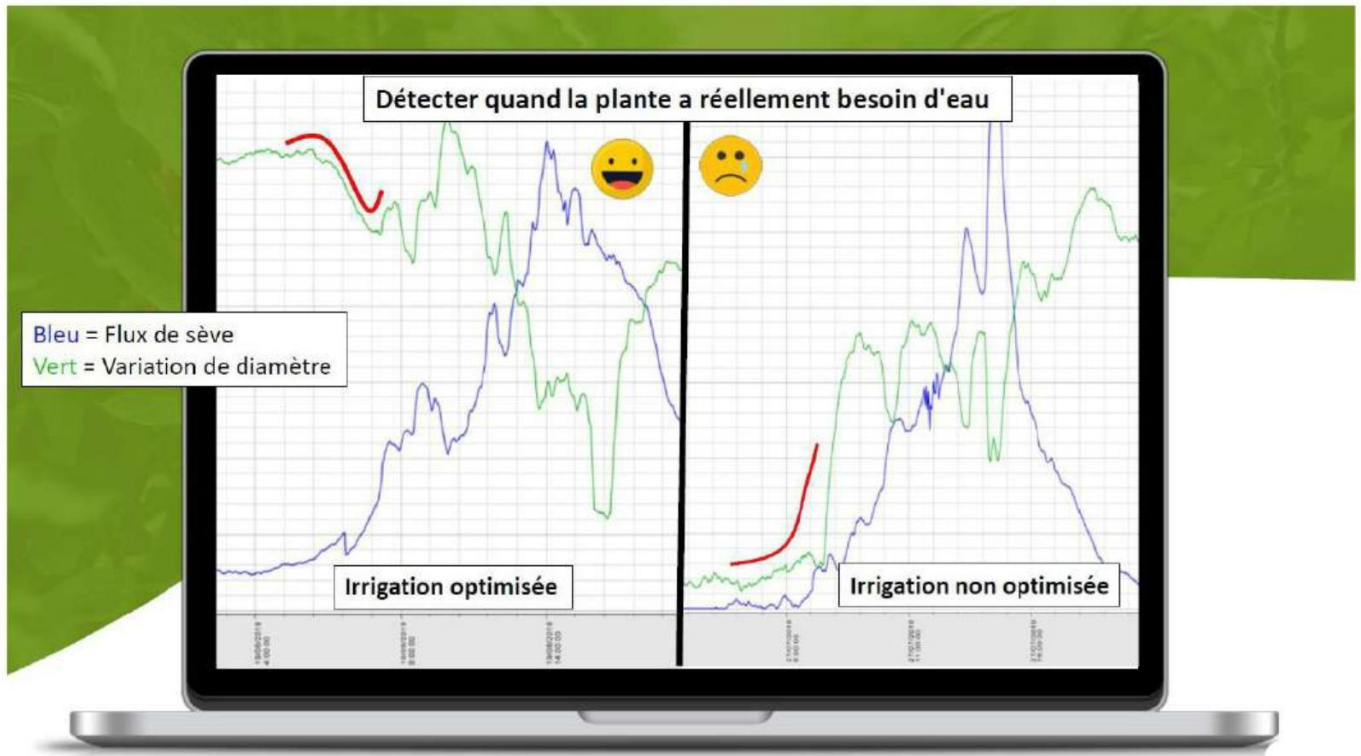 Détecter quand la plante a réellement besoin d'eau
Bleu = Flux de sève
Vert = Variation de diamètre
Irrigation optimisée
Irrigation non optimisée